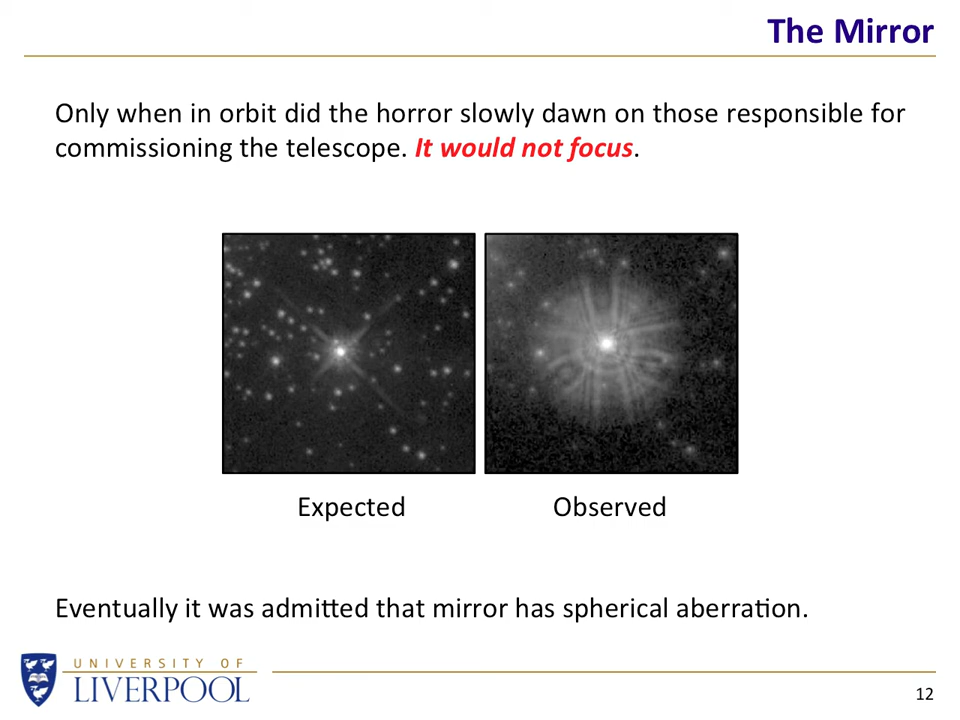 The Mirror
Only when in orbit did the horror slowly dawn on those responsible for
commissioning the telescope. It would not focus.
Expected
Observed
Eventually it was admitted that mirror has spherical aberration.
UNIVERSITY OF
LIVERPOOL
12